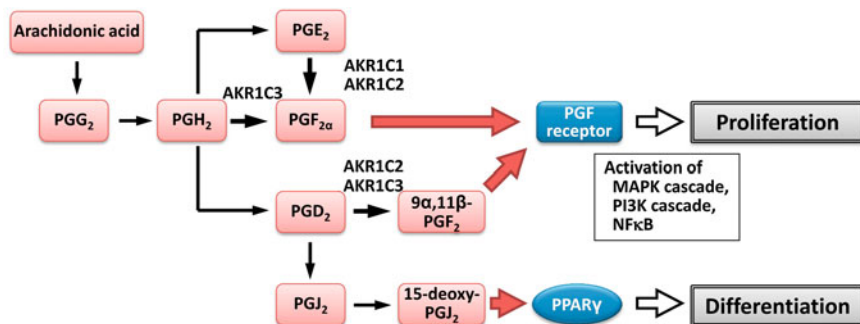 Arachidonic acid
PGG₂
PGH₂
PGE₂
AKR1C1
AKR1C2
AKR1C3
PGF₂α
PGF
receptor
Proliferation
Activation of
MAPK cascade,
PI3K cascade,
NFκB
AKR1C2
AKR1C3
PGD₂
9α,11β-
PGF₂
PGJ₂
15-deoxy-
PGJ₂
PPARγ
Differentiation